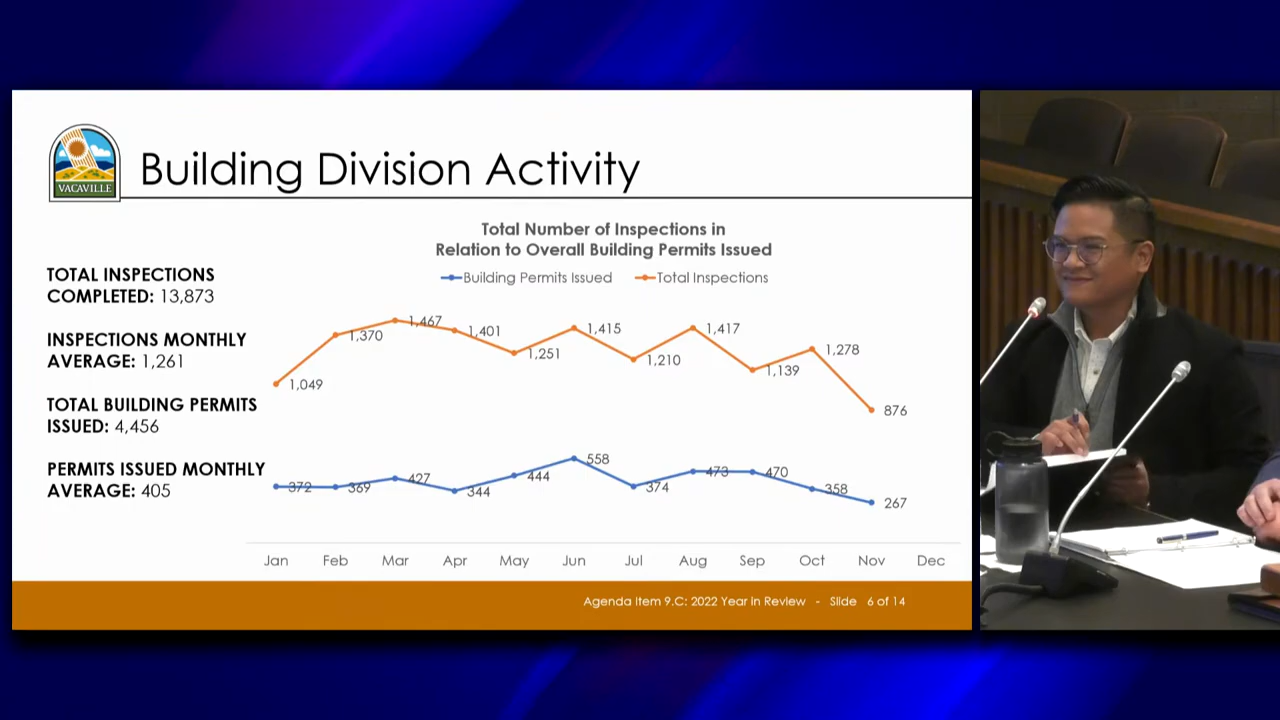 VACAVILLE
Building Division Activity
TOTAL INSPECTIONS
COMPLETED: 13,873
INSPECTIONS MONTHLY
AVERAGE: 1,261
TOTAL BUILDING PERMITS
ISSUED: 4,456
PERMITS ISSUED MONTHLY
AVERAGE: 405
Total Number of Inspections in
Relation to Overall Building Permits Issued
Building Permits Issued Total Inspections
1,049 1,370 1,467 1,401 1,251 1,415 1,210 1,417 1,139 1,278 876
372 369 427 344 444 558 374 473 470 358 267
Jan Feb Mar Apr May Jun Jul Aug Sep Oct Nov Dec
Agenda Item 9.C: 2022 Year in Review - Slide 6 of 14